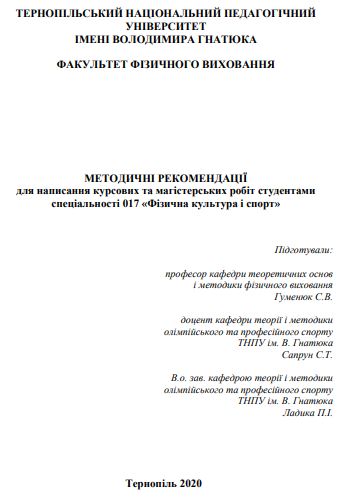 ТЕРНОПІЛЬСЬКИЙ НАЦІОНАЛЬНИЙ ПЕДАГОГІЧНИЙ
УНІВЕРСИТЕТ
ІМЕНІ ВОЛОДИМИРА ГНАТЮКА
ФАКУЛЬТЕТ ФІЗИЧНОГО ВИХОВАННЯ
МЕТОДИЧНІ РЕКОМЕНДАЦІЇ
для написання курсових та магістерських робіт студентами
спеціальності 017 «Фізична культура і спорт»
Підготували:
професор кафедри теоретичних основ
і методики фізичного виховання
Гуменюк С.В.
доцент кафедри теорії і методики
олімпійського та професійного спорту
ТНПУ ім. В. Гнатюка
Сапрун С.Т.
В.о. зав. кафедрою теорії і методики
олімпійського та професійного спорту
ТНПУ ім. В. Гнатюка
Ладика П.І.
Тернопіль 2020